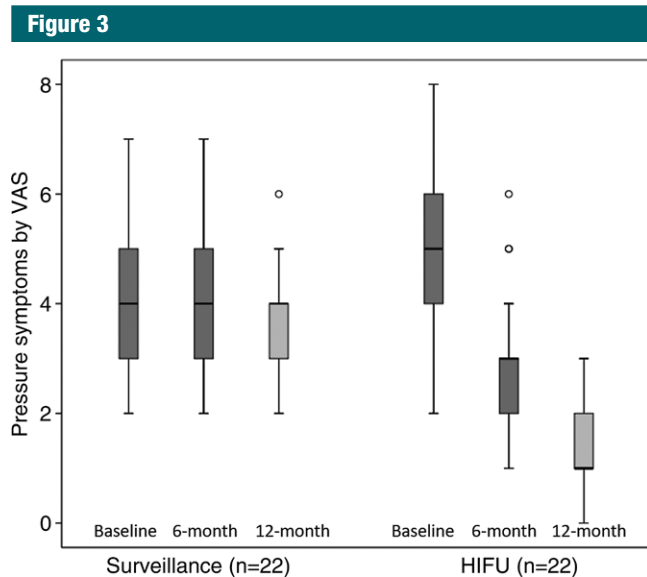 Figure 3
Pressure symptoms by VAS
8
6
4
2
0
Baseline 6-month 12-month Baseline 6-month 12-month
Surveillance (n=22) HIFU (n=22)